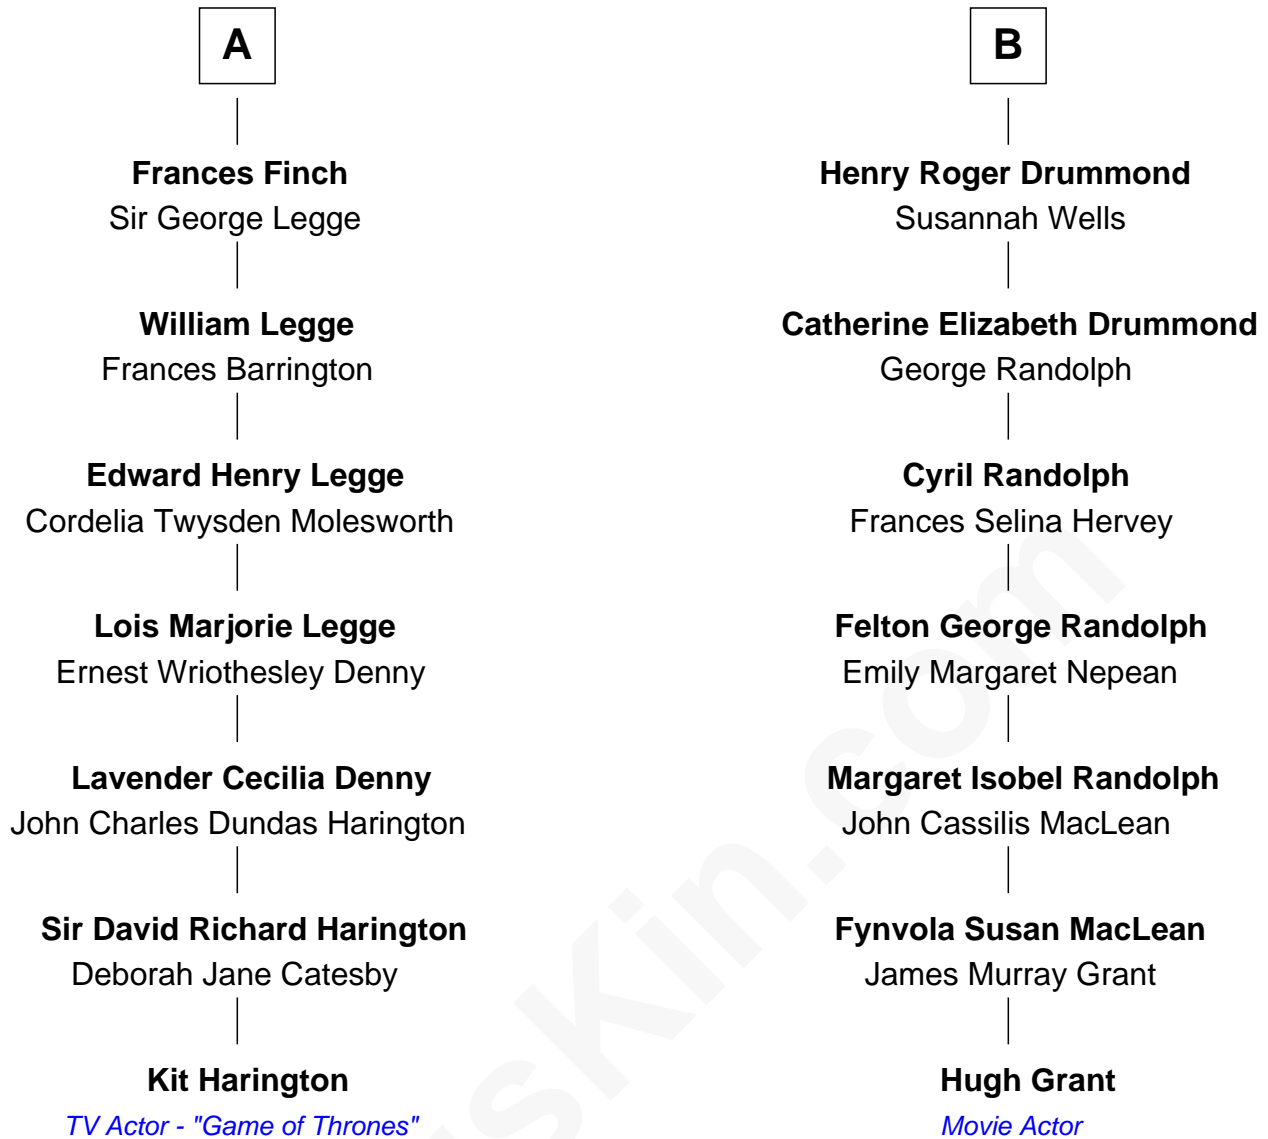 A
Frances Finch
Sir George Legge
William Legge
Frances Barrington
Edward Henry Legge
Cordelia Twysden Molesworth
Lois Marjorie Legge
Ernest Wriothesley Denny
Lavender Cecilia Denny
John Charles Dundas Harington
Sir David Richard Harington
Deborah Jane Catesby
Kit Harington
TV Actor - "Game of Thrones"
B
Henry Roger Drummond
Susannah Wells
Catherine Elizabeth Drummond
George Randolph
Cyril Randolph
Frances Selina Hervey
Felton George Randolph
Emily Margaret Nepean
Margaret Isobel Randolph
John Cassilis MacLean
Fynvola Susan MacLean
James Murray Grant
Hugh Grant
Movie Actor
sKin.com